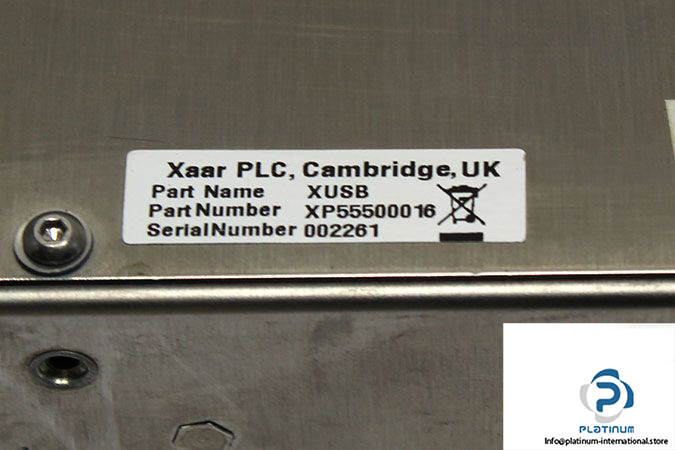 Xaar PLC, Cambridge, UK
Part Name XUSB
Part Number XP55500016
Serial Number 002261
PLATINUM
Info@platinum-international.store